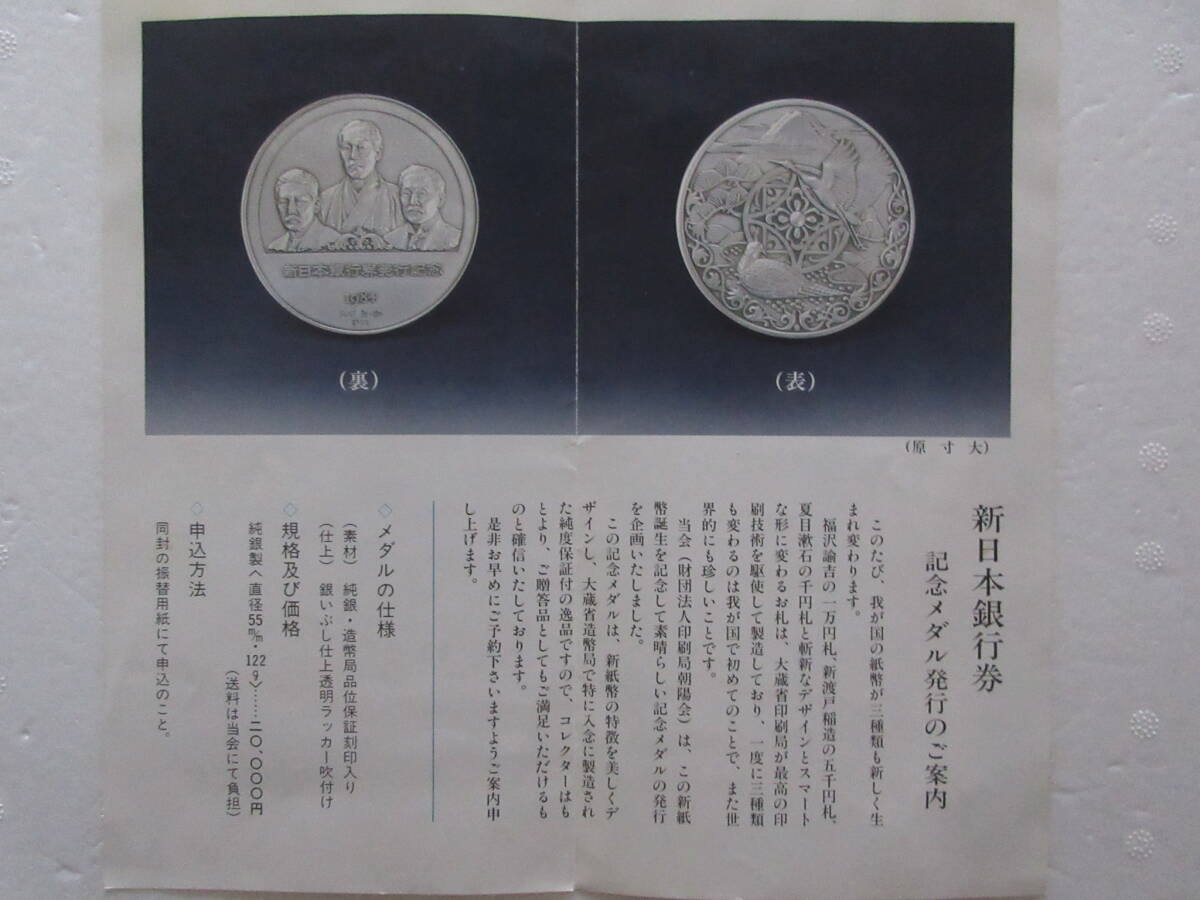 新日本銀行券発行記念
1984
(裏)
(表)
(原寸大)
新日本銀行券
記念メダル発行のご案内
このたび、我が国の紙幣が三種類も新しく生
まれ変わります。
福沢諭吉の一万円札、新渡戸稲造の五千円札、
夏目漱石の千円札と斬新なデザインとスマート
な形に変わるお札は、大蔵省印刷局が最高の印
刷技術を駆使して製造しており、一度に三種類
も変わるのは我が国で初めてのことで、また世
界的にも珍しいことです。
当会(財団法人印刷局朝陽会)は、この新紙
幣誕生を記念して素晴らしい記念メダルの発行
を企画いたしました。
この記念メダルは、新紙幣の特徴を美しくデ
ザインし、大蔵省造幣局で特に入念に製造され
た純度保証付の逸品ですので、コレクターはも
とより、ご贈答品としてもご満足いただけるも
のと確信いたしております。
是非お早めにご予約下さいますようご案内申
し上げます。
◇メダルの仕様
(素材) 純銀・造幣局品位保証刻印入り
(仕上) 銀いぶし仕上透明ラッカー吹付け
◇規格及び価格
純銀製〈直径55m/m・122g〉……二〇、〇〇〇円
(送料は当会にて負担)
◇申込方法
同封の振替用紙にて申込のこと。